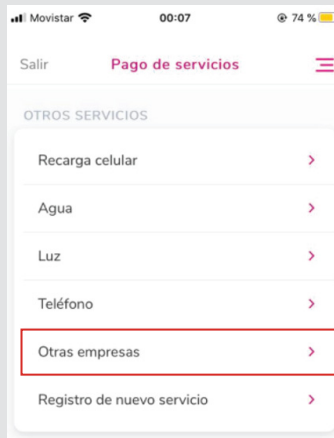 Movistar 00:07 74 %
Salir Pago de servicios
OTROS SERVICIOS
Recarga celular
Agua
Luz
Teléfono
Otras empresas
Registro de nuevo servicio